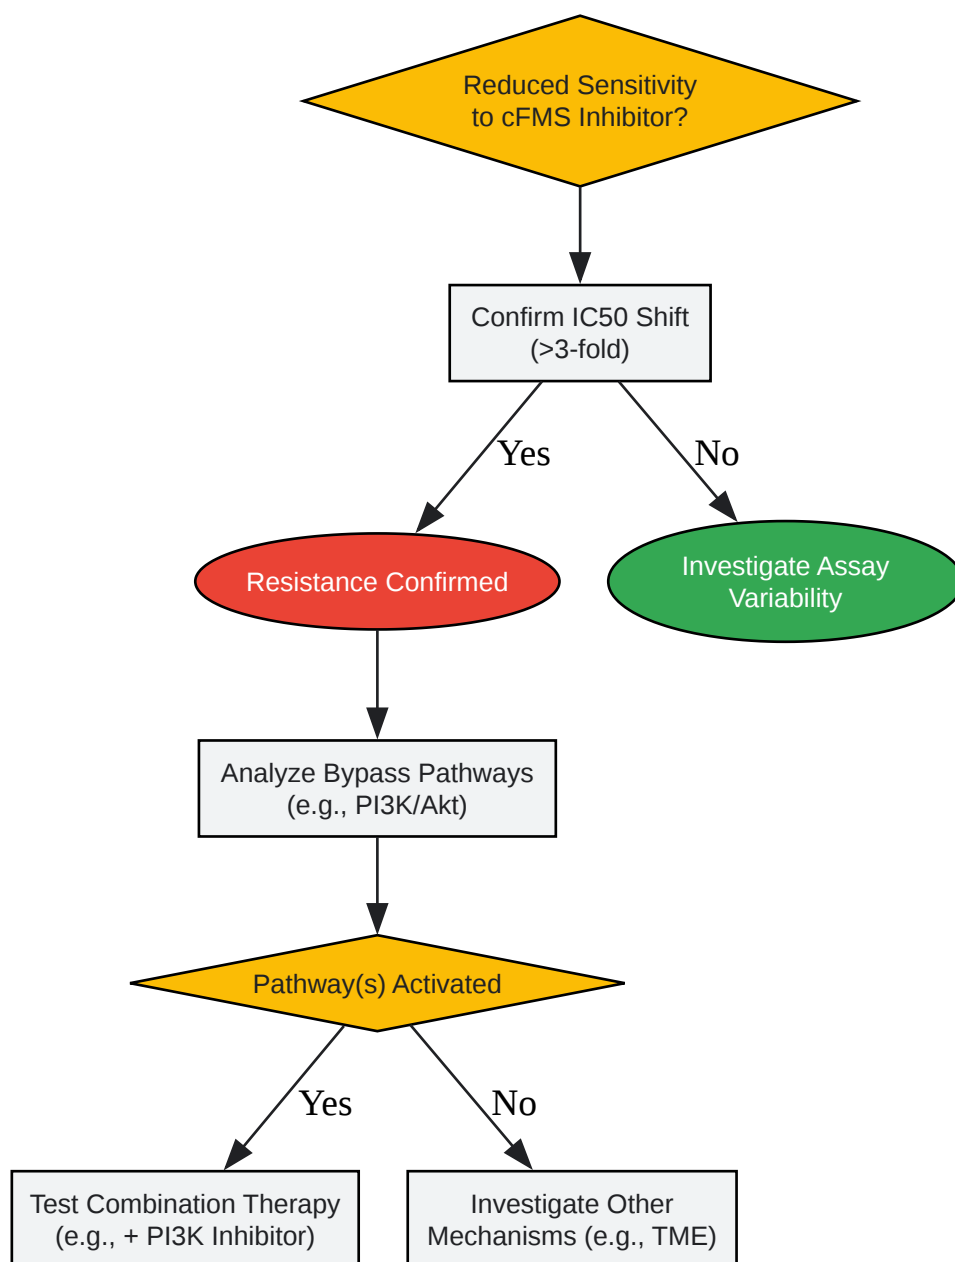 Reduced Sensitivity
to cFMS Inhibitor?
Confirm IC50 Shift
(>3-fold)
Yes
No
Resistance Confirmed
Investigate Assay
Variability
Analyze Bypass Pathways
(e.g., PI3K/Akt)
Pathway(s) Activated
Yes
No
Test Combination Therapy
(e.g., + PI3K Inhibitor)
Investigate Other
Mechanisms (e.g., TME)